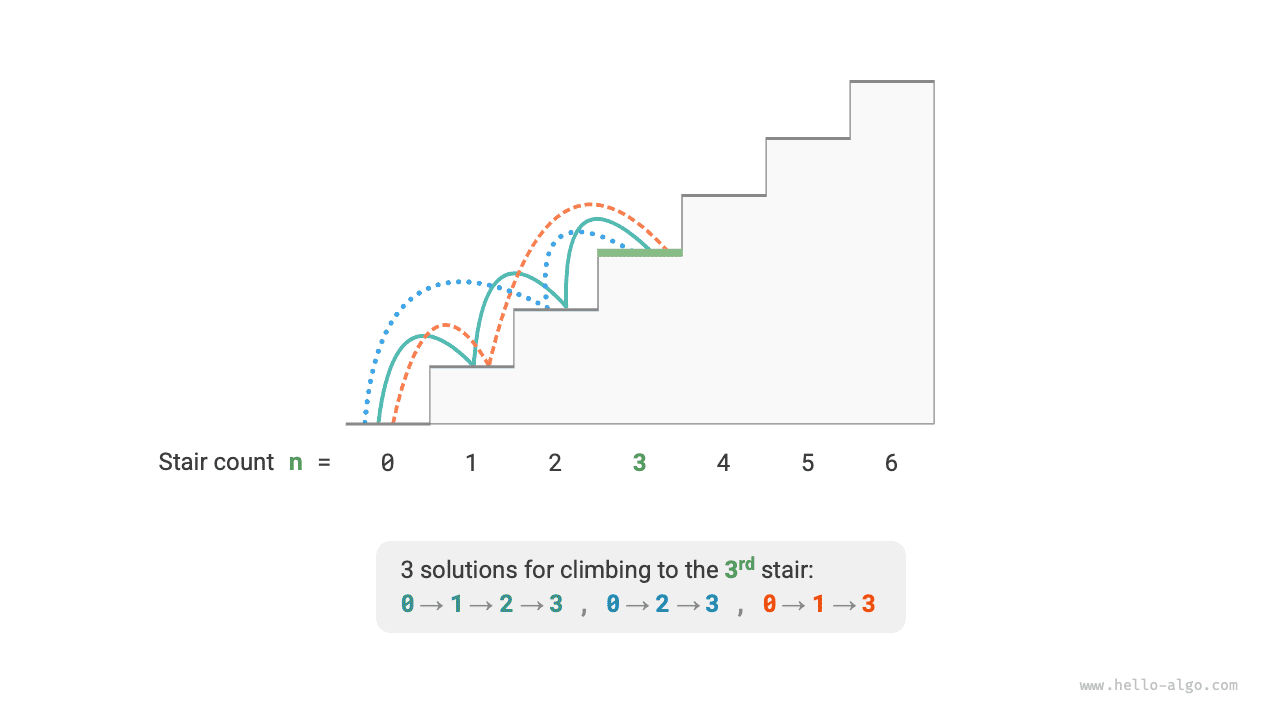 Stair count n = 0 1 2 3 4 5 6
3 solutions for climbing to the 3rd stair:
0→1→2→3 , 0→2→3 , 0→1→3
www.hello-algo.com